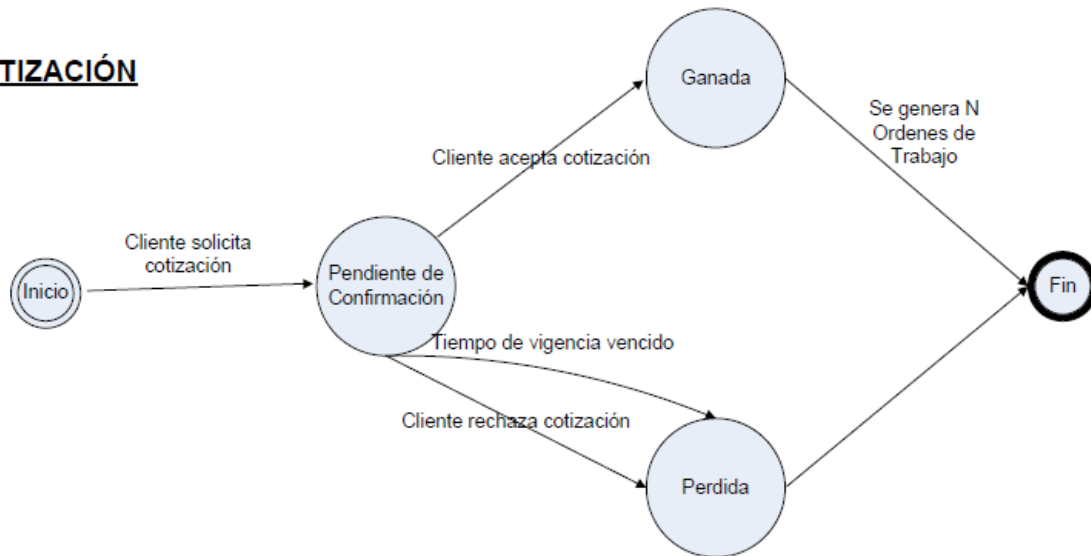 TIZACIÓN
Ganada
Se genera N
Ordenes de
Trabajo
Cliente acepta cotización
Cliente solicita
cotización
Inicio
Pendiente de
Confirmación
Fin
Tiempo de vigencia vencido
Cliente rechaza cotización
Perdida